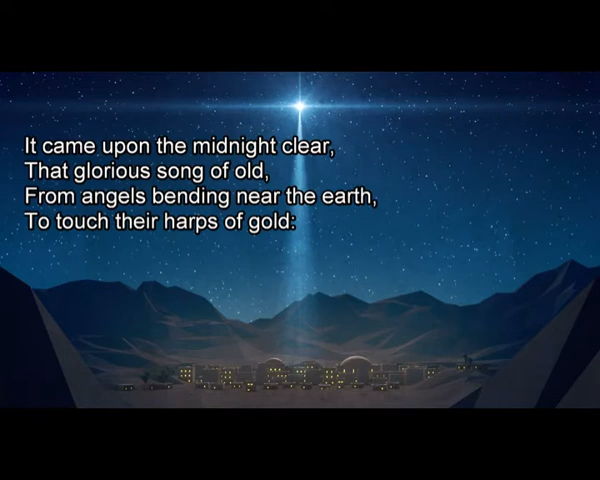 It came upon the midnight clear,
That glorious song of old,
From angels bending near the earth,
To touch their harps of gold: